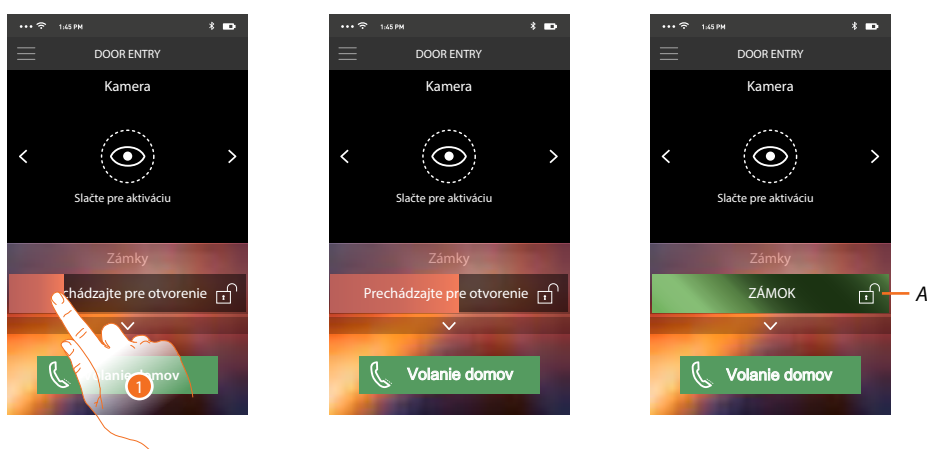 1:45 PM
DOOR ENTRY
Kamera
Slačte pre aktiváciu
Zámky
chádzajte pre otvorenie
1
1:45 PM
DOOR ENTRY
Kamera
Slačte pre aktiváciu
Zámky
Prechádzajte pre otvorenie
Volanie domov
1:45 PM
DOOR ENTRY
Kamera
Slačte pre aktiváciu
Zámky
ZÁMOK
A
Volanie domov